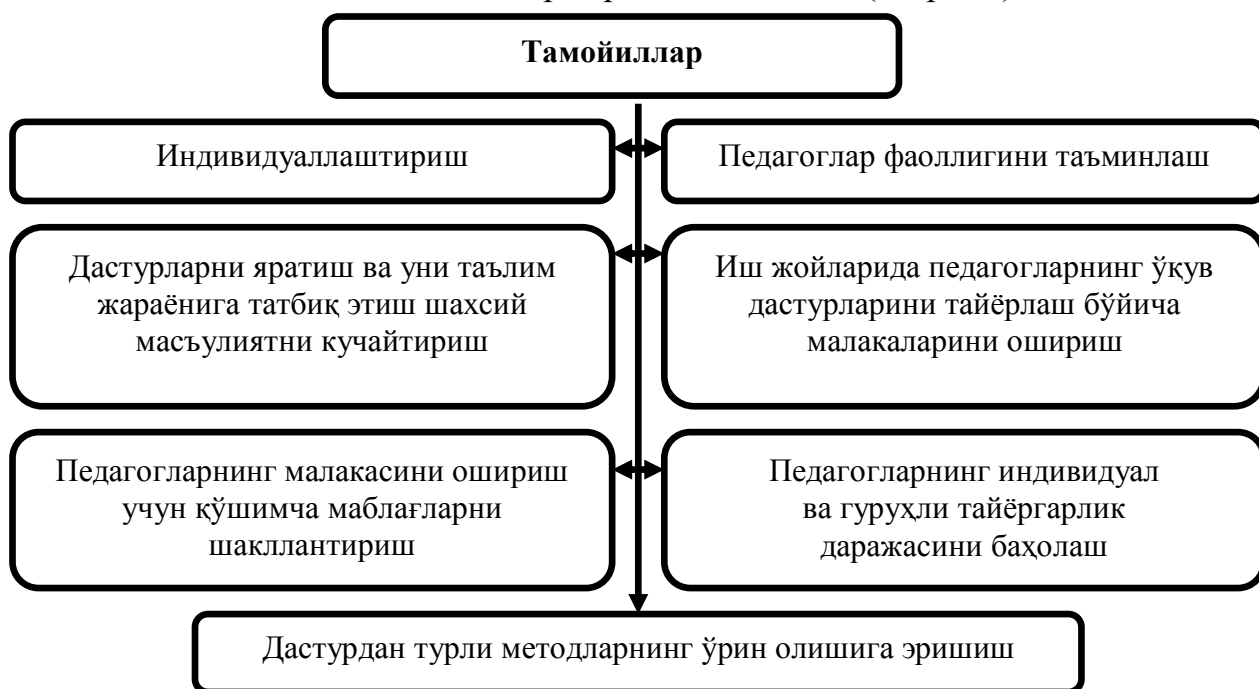 Тамойиллар
Индивидуаллаштириш
Педагоглар фаоллигини таъминлаш
Дастурларни яратиш ва уни таълим
жараёнига татбиқ этиш шахсий
масъулиятни кучайтириш
Иш жойларида педагогларнинг ўқув
дастурларини тайёрлаш бўйича
малакаларини ошириш
Педагогларнинг малакасини ошириш
учун қўшимча маблағларни
шакллантириш
Педагогларнинг индивидуал
ва гуруҳли тайёргарлик
даражасини баҳолаш
Дастурдан турли методларнинг ўрин олишига эришиш